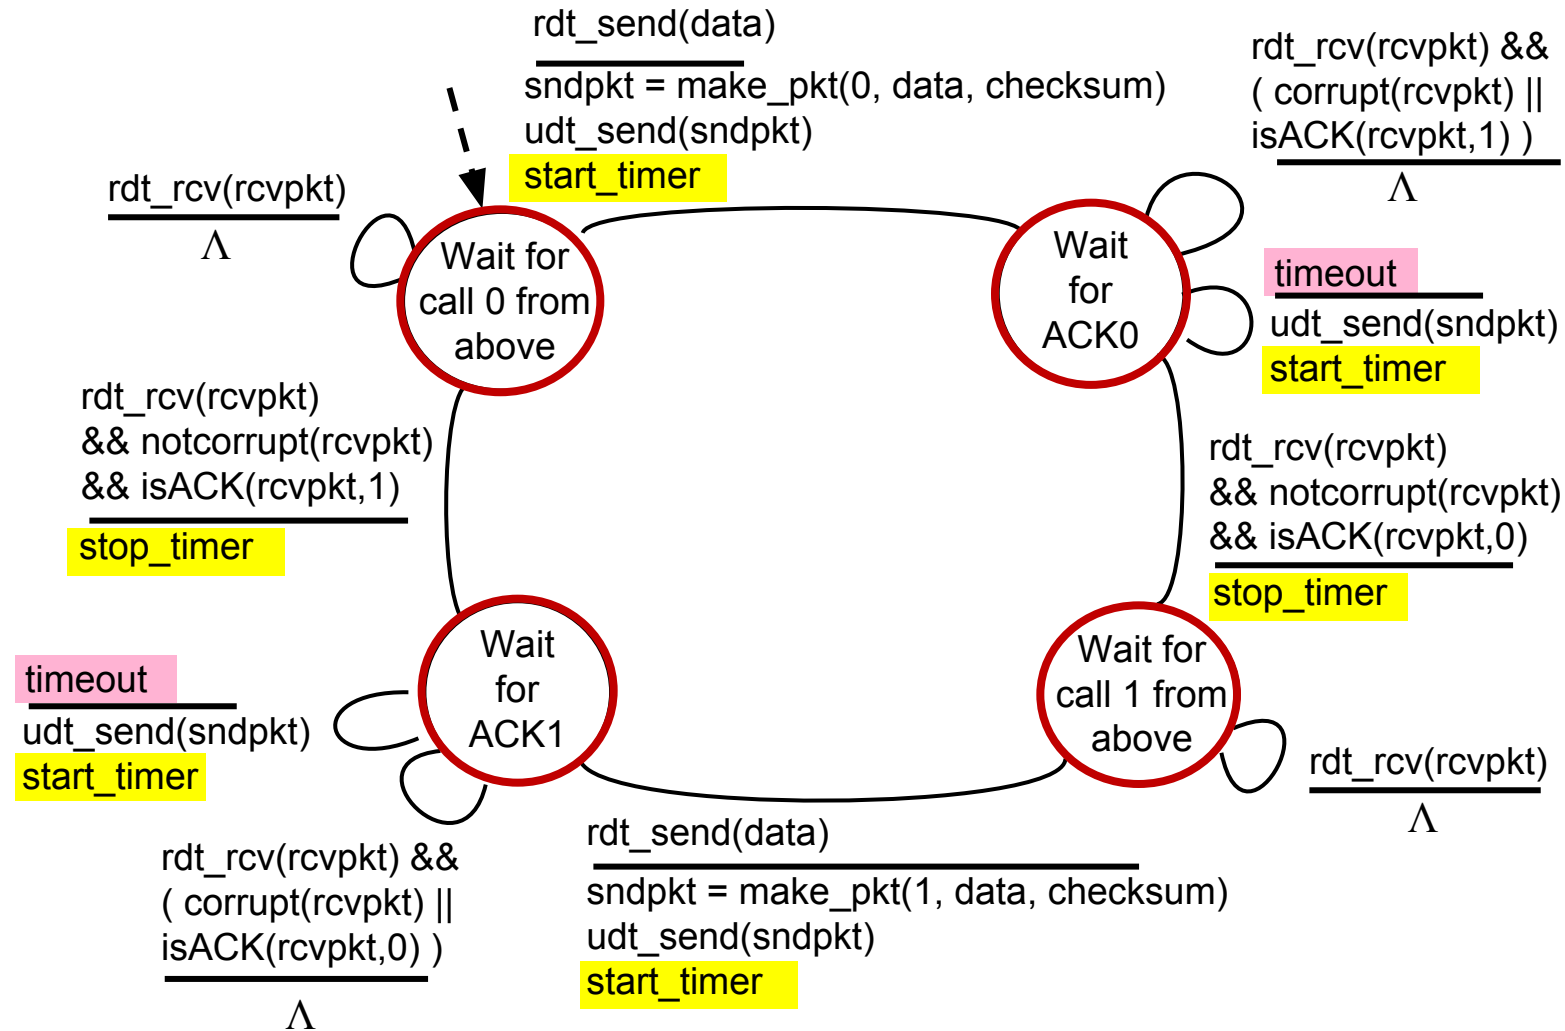 rdt_send(data)
sndpkt = make_pkt(0, data, checksum)
udt_send(sndpkt)
start_timer
rdt_rcv(rcvpkt) &&
( corrupt(rcvpkt) ||
isACK(rcvpkt,1) )
Λ
rdt_rcv(rcvpkt)
Λ
Wait for
call 0 from
above
Wait
for
ACK0
timeout
udt_send(sndpkt)
start_timer
rdt_rcv(rcvpkt)
&& notcorrupt(rcvpkt)
&& isACK(rcvpkt,1)
stop_timer
rdt_rcv(rcvpkt)
&& notcorrupt(rcvpkt)
&& isACK(rcvpkt,0)
stop_timer
Wait
for
ACK1
Wait for
call 1 from
above
timeout
udt_send(sndpkt)
start_timer
rdt_rcv(rcvpkt)
Λ
rdt_rcv(rcvpkt) &&
( corrupt(rcvpkt) ||
isACK(rcvpkt,0) )
Λ
rdt_send(data)
sndpkt = make_pkt(1, data, checksum)
udt_send(sndpkt)
start_timer